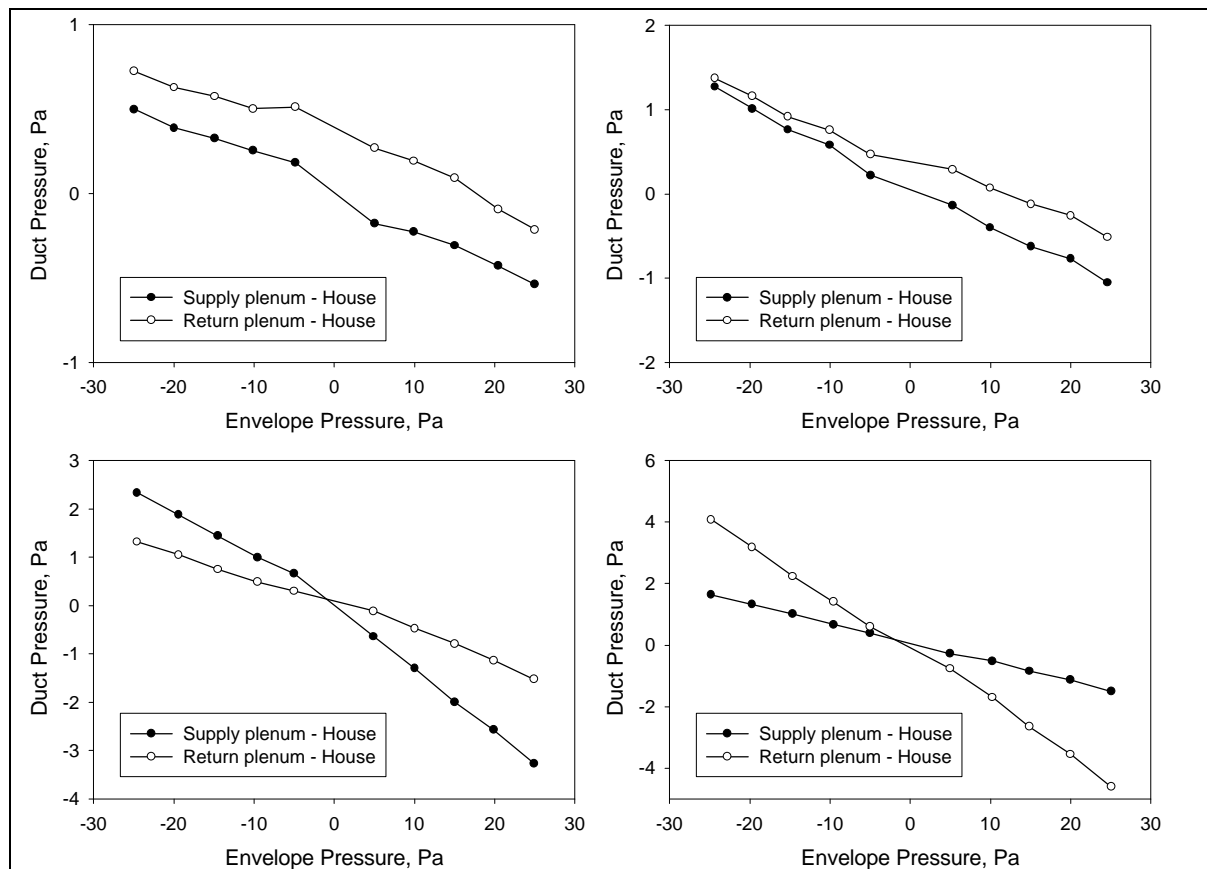 1
0
-1
Duct Pressure, Pa
Supply plenum - House
Return plenum - House
-30 -20 -10 0 10 20 30
Envelope Pressure, Pa
2
1
0
-1
-2
Duct Pressure, Pa
Supply plenum - House
Return plenum - House
-30 -20 -10 0 10 20 30
Envelope Pressure, Pa
3
2
1
0
-1
-2
-3
-4
Duct Pressure, Pa
Supply plenum - House
Return plenum - House
-30 -20 -10 0 10 20 30
Envelope Pressure, Pa
6
4
2
0
-2
-4
Duct Pressure, Pa
Supply plenum - House
Return plenum - House
-30 -20 -10 0 10 20 30
Envelope Pressure, Pa